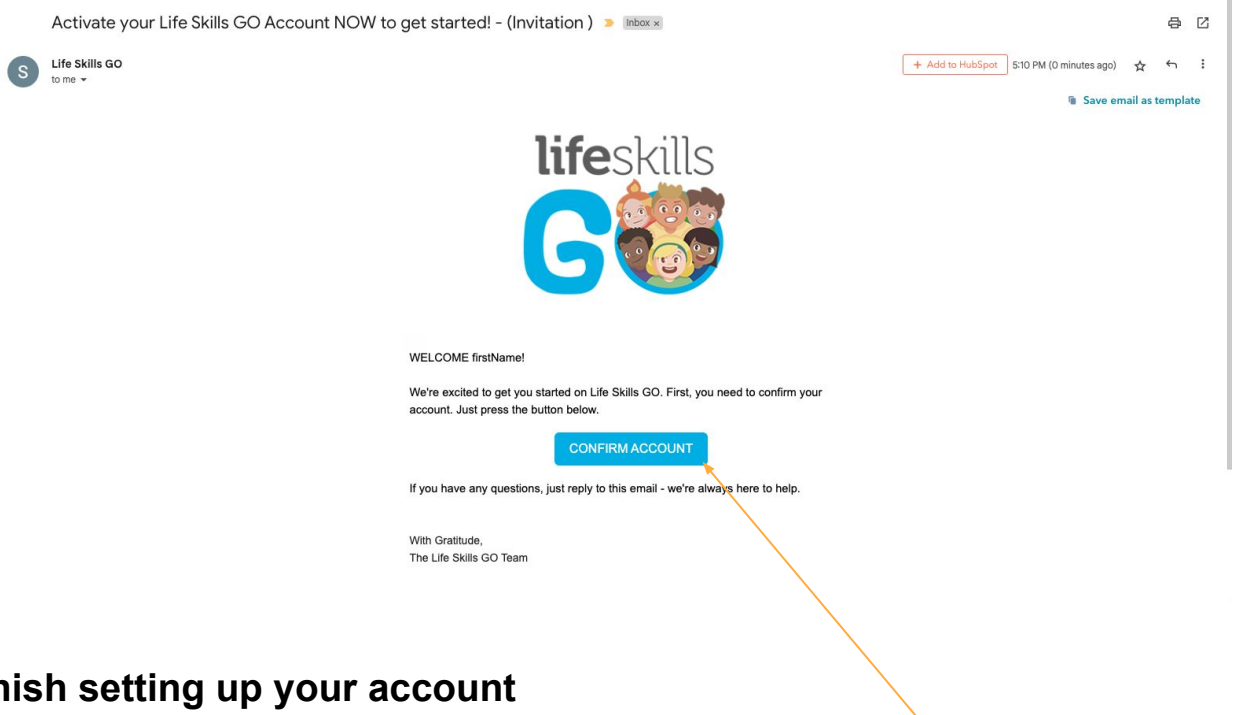 Activate your Life Skills GO Account NOW to get started! - (Invitation ) Inbox ×
S
Life Skills GO
to me
+ Add to HubSpot 5:10 PM (0 minutes ago)
Save email as template
lifeskills
GO
WELCOME firstName!
We're excited to get you started on Life Skills GO. First, you need to confirm your
account. Just press the button below.
CONFIRM ACCOUNT
If you have any questions, just reply to this email - we're always here to help.
With Gratitude,
The Life Skills GO Team
nish setting up your account